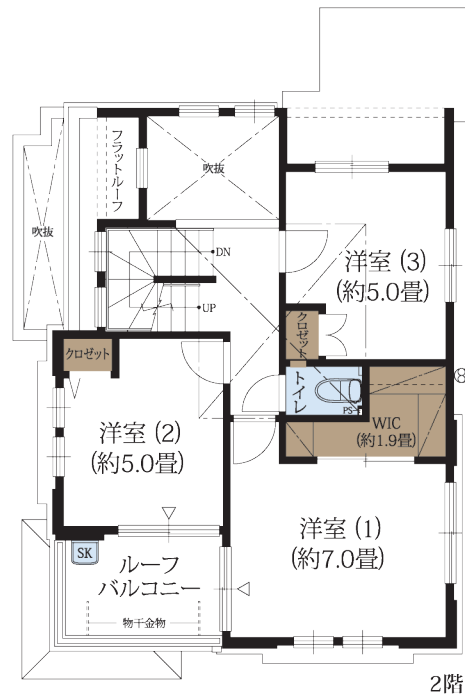 フラットルーフ
吹抜
吹抜
DN
UP
洋室 (3)
(約5.0畳)
クロゼット
クロゼット
トイレ
PS
WIC
(約1.9畳)
洋室 (2)
(約5.0畳)
洋室 (1)
(約7.0畳)
SK
ルーフ
バルコニー
物干金物
2階